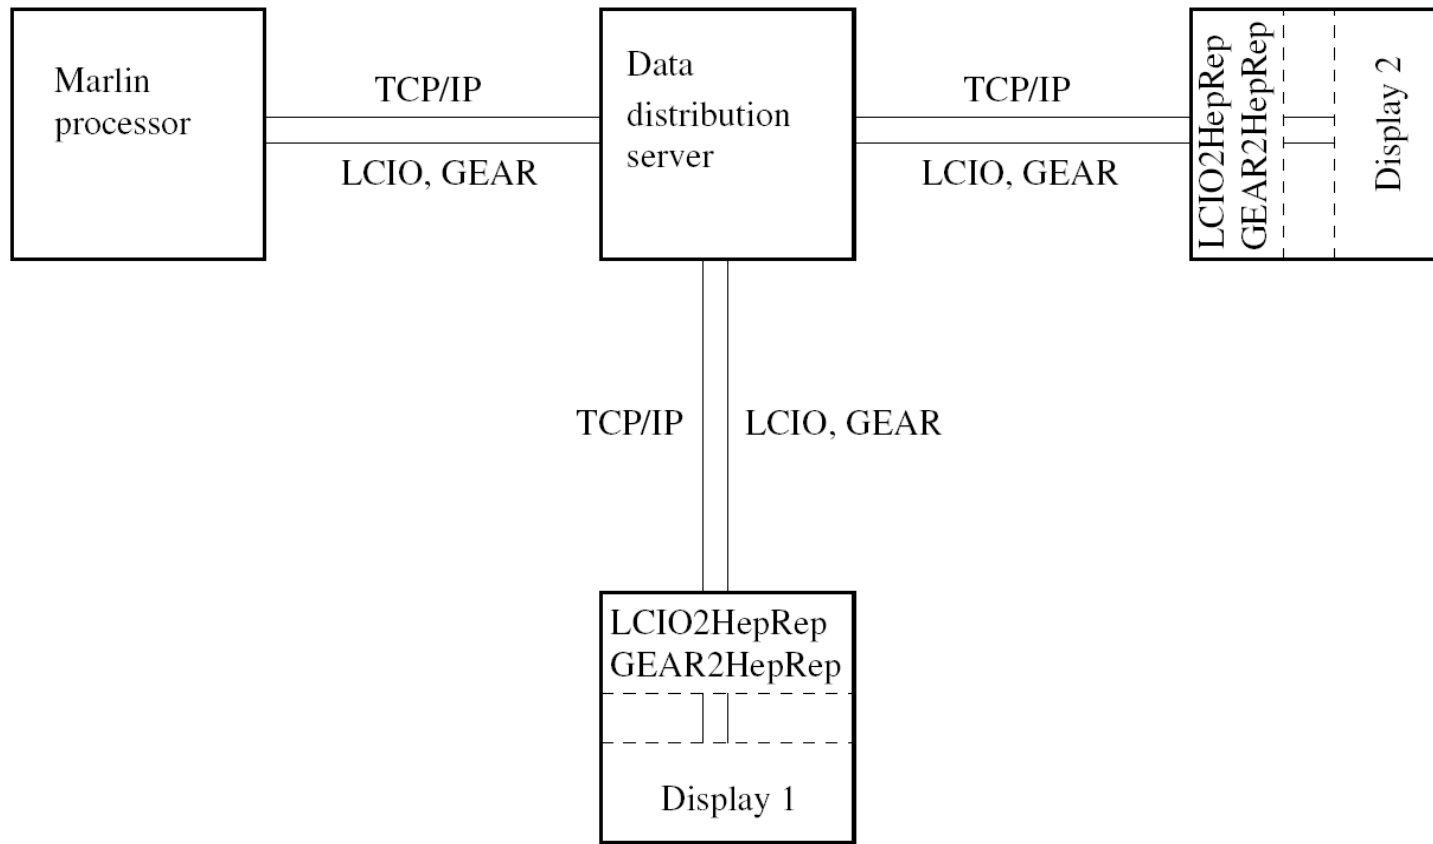 Marlin
processor
TCP/IP
LCIO, GEAR
Data
distribution
server
TCP/IP
LCIO, GEAR
LCIO2HepRep
GEAR2HepRep
Display 2
TCP/IP
LCIO, GEAR
LCIO2HepRep
GEAR2HepRep
Display 1